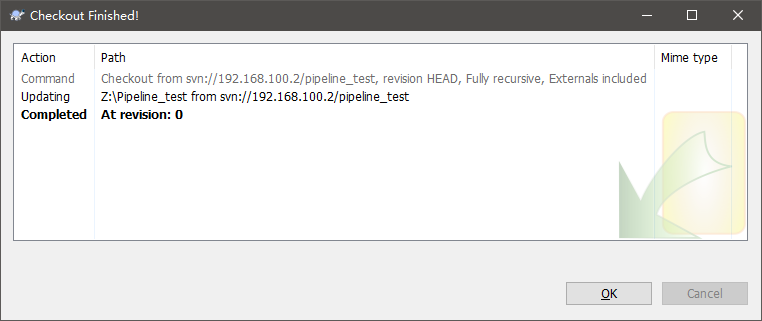 Checkout Finished!
Action Path Mime type
Command Checkout from svn://192.168.100.2/pipeline_test, revision HEAD, Fully recursive, Externals included
Updating Z:\Pipeline_test from svn://192.168.100.2/pipeline_test
Completed At revision: 0
OK Cancel